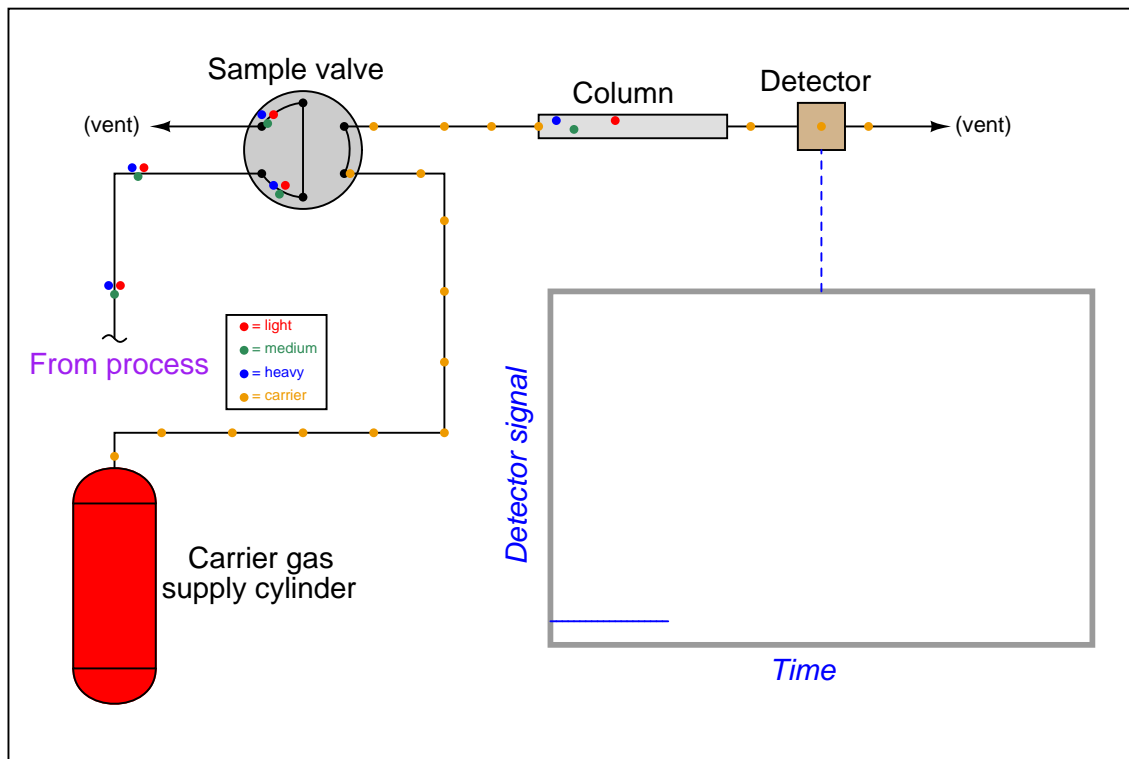 Sample valve
Column
Detector
(vent)
(vent)
From process
= light
= medium
= heavy
= carrier
Detector signal
Carrier gas
supply cylinder
Time